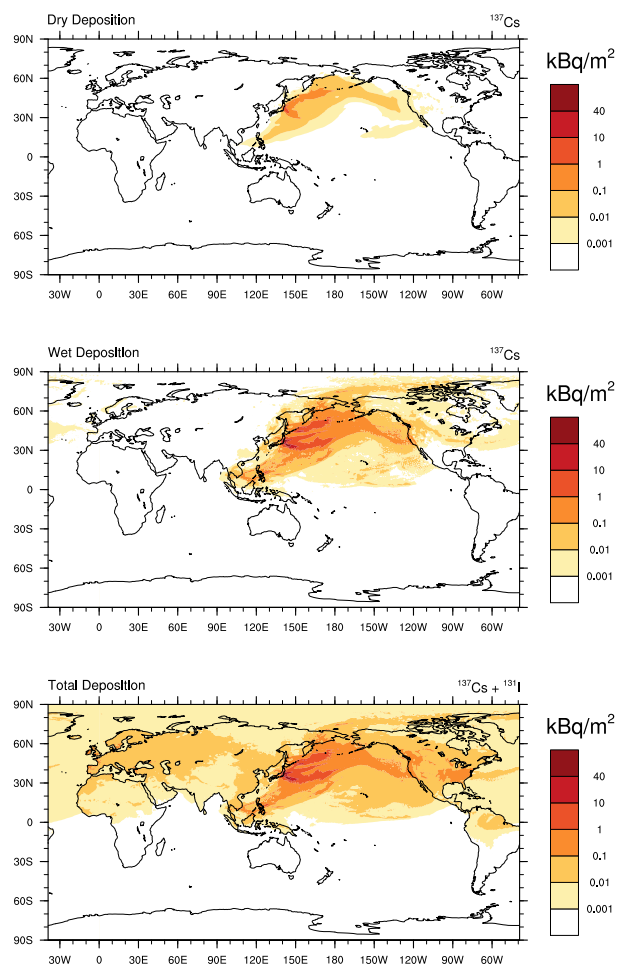 Dry Deposition ¹³⁷Cs
90N
60N
30N
0
30S
60S
90S
30W 0 30E 60E 90E 120E 150E 180W 150W 120W 90W 60W
kBq/m²
40
10
1
0.1
0.01
0.001
Wet Deposition ¹³⁷Cs
90N
60N
30N
0
30S
60S
90S
30W 0 30E 60E 90E 120E 150E 180W 150W 120W 90W 60W
kBq/m²
40
10
1
0.1
0.01
0.001
Total Deposition ¹³⁷Cs + ¹³¹I
90N
60N
30N
0
30S
60S
90S
30W 0 30E 60E 90E 120E 150E 180W 150W 120W 90W 60W
kBq/m²
40
10
1
0.1
0.01
0.001